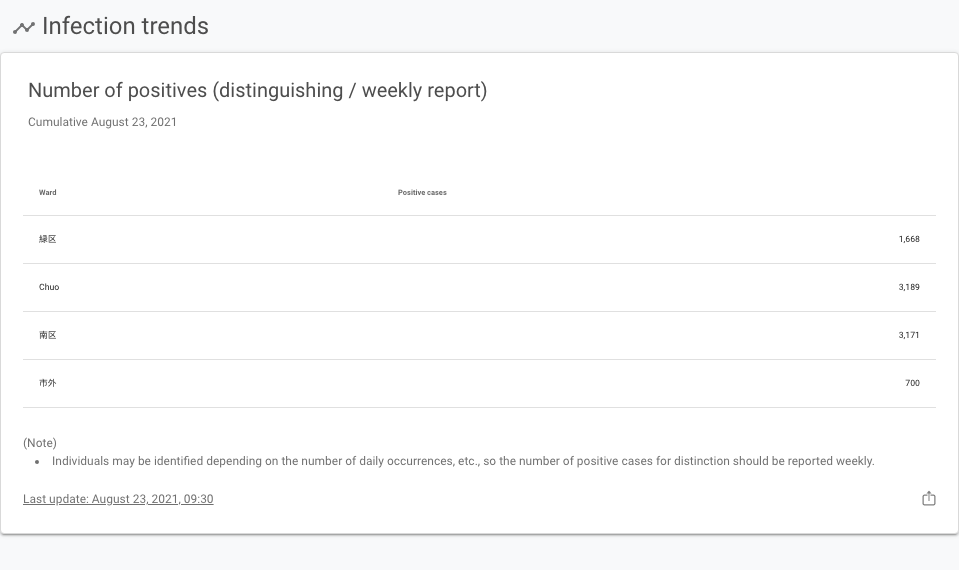 Infection trends
Number of positives (distinguishing / weekly report)
Cumulative August 23, 2021
Ward Positive cases
緑区 1,668
Chuo 3,189
南区 3,171
市外 700
(Note)
• Individuals may be identified depending on the number of daily occurrences, etc., so the number of positive cases for distinction should be reported weekly.
Last update: August 23, 2021, 09:30